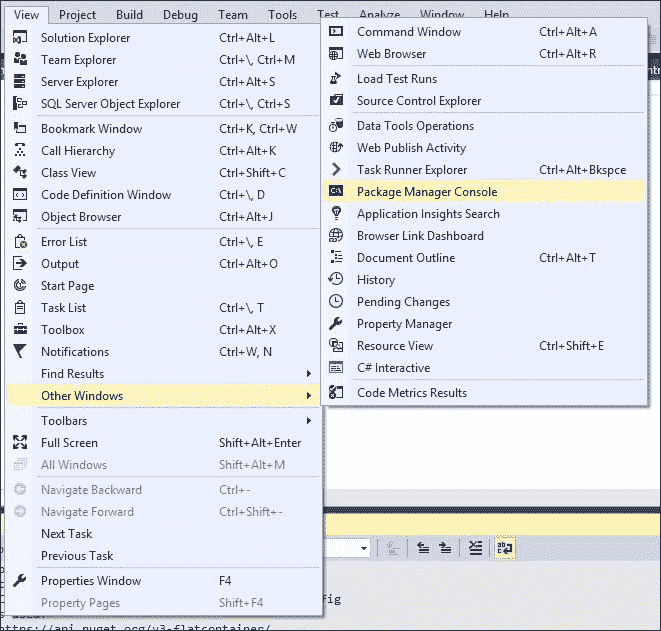 View Project Build Debug Team Tools Test Analyze Window Help
Solution Explorer Ctrl+Alt+L
Team Explorer Ctrl+\, Ctrl+M
Server Explorer Ctrl+Alt+S
SQL Server Object Explorer Ctrl+\, Ctrl+S
Bookmark Window Ctrl+K, Ctrl+W
Call Hierarchy Ctrl+Alt+K
Class View Ctrl+Shift+C
Code Definition Window Ctrl+\, D
Object Browser Ctrl+Alt+J
Error List Ctrl+\, E
Output Ctrl+Alt+O
Start Page
Task List Ctrl+\, T
Toolbox Ctrl+Alt+X
Notifications Ctrl+W, N
Find Results
Other Windows
Toolbars
Full Screen Shift+Alt+Enter
All Windows Shift+Alt+M
Navigate Backward Ctrl+-
Navigate Forward Ctrl+Shift+-
Next Task
Previous Task
Properties Window F4
Property Pages Shift+F4
Command Window Ctrl+Alt+A
Web Browser Ctrl+Alt+R
Load Test Runs
Source Control Explorer
Data Tools Operations
Web Publish Activity
Task Runner Explorer Ctrl+Alt+Bkspce
Package Manager Console
Application Insights Search
Browser Link Dashboard
Document Outline Ctrl+Alt+T
History
Pending Changes
Property Manager
Resource View Ctrl+Shift+E
C# Interactive
Code Metrics Results
https://api.nuget.org/v3-flatcontainer/